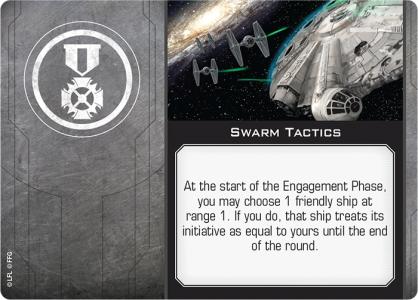 Swarm Tactics
At the start of the Engagement Phase,
you may choose 1 friendly ship at
range 1. If you do, that ship treats its
initiative as equal to yours until the end
of the round.
© LFL © FFG